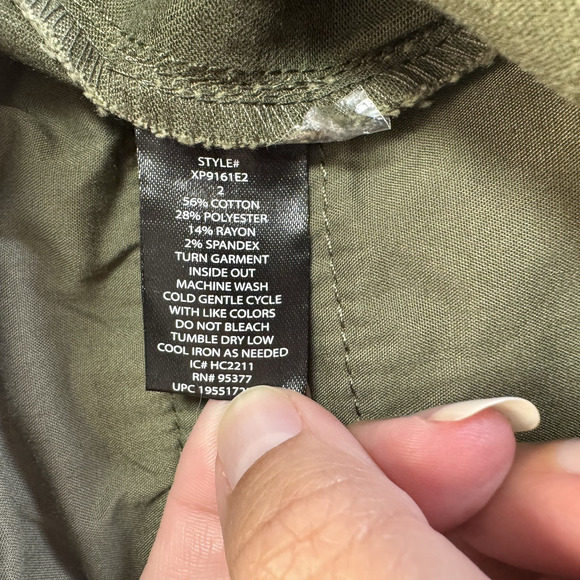 STYLE#
XP9161E2
2
56% COTTON
28% POLYESTER
14% RAYON
2% SPANDEX
TURN GARMENT
INSIDE OUT
MACHINE WASH
COLD GENTLE CYCLE
WITH LIKE COLORS
DO NOT BLEACH
TUMBLE DRY LOW
COOL IRON AS NEEDED
IC# HC2211
RN# 95377
UPC